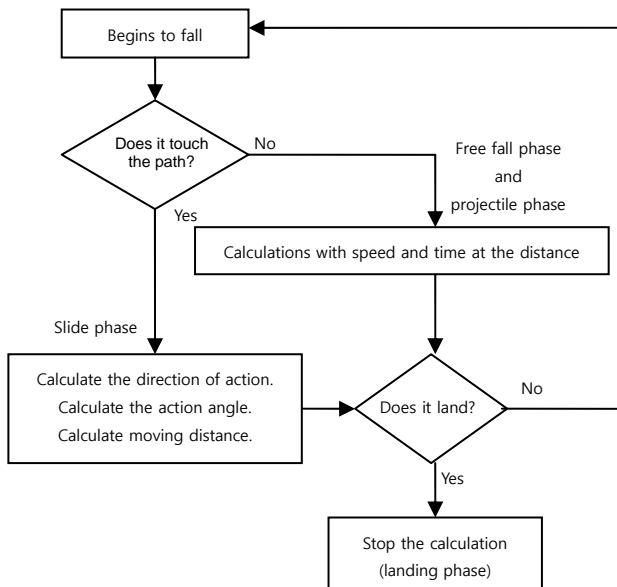 Begins to fall
Does it touch
the path?
No
Yes
Free fall phase
and
projectile phase
Calculations with speed and time at the distance
Slide phase
Calculate the direction of action.
Calculate the action angle.
Calculate moving distance.
Does it land?
No
Yes
Stop the calculation
(landing phase)